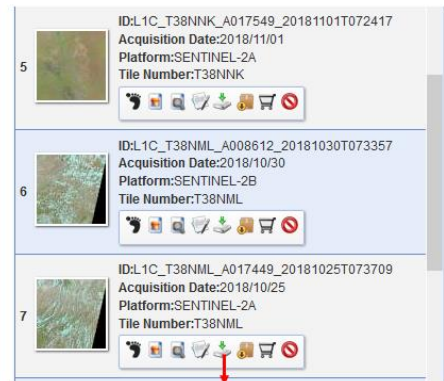 5
ID:L1C_T38NNK_A017549_20181101T072417
Acquisition Date:2018/11/01
Platform:SENTINEL-2A
Tile Number:T38NNK
6
ID:L1C_T38NML_A008612_20181030T073357
Acquisition Date:2018/10/30
Platform:SENTINEL-2B
Tile Number:T38NML
7
ID:L1C_T38NML_A017449_20181025T073709
Acquisition Date:2018/10/25
Platform:SENTINEL-2A
Tile Number:T38NML